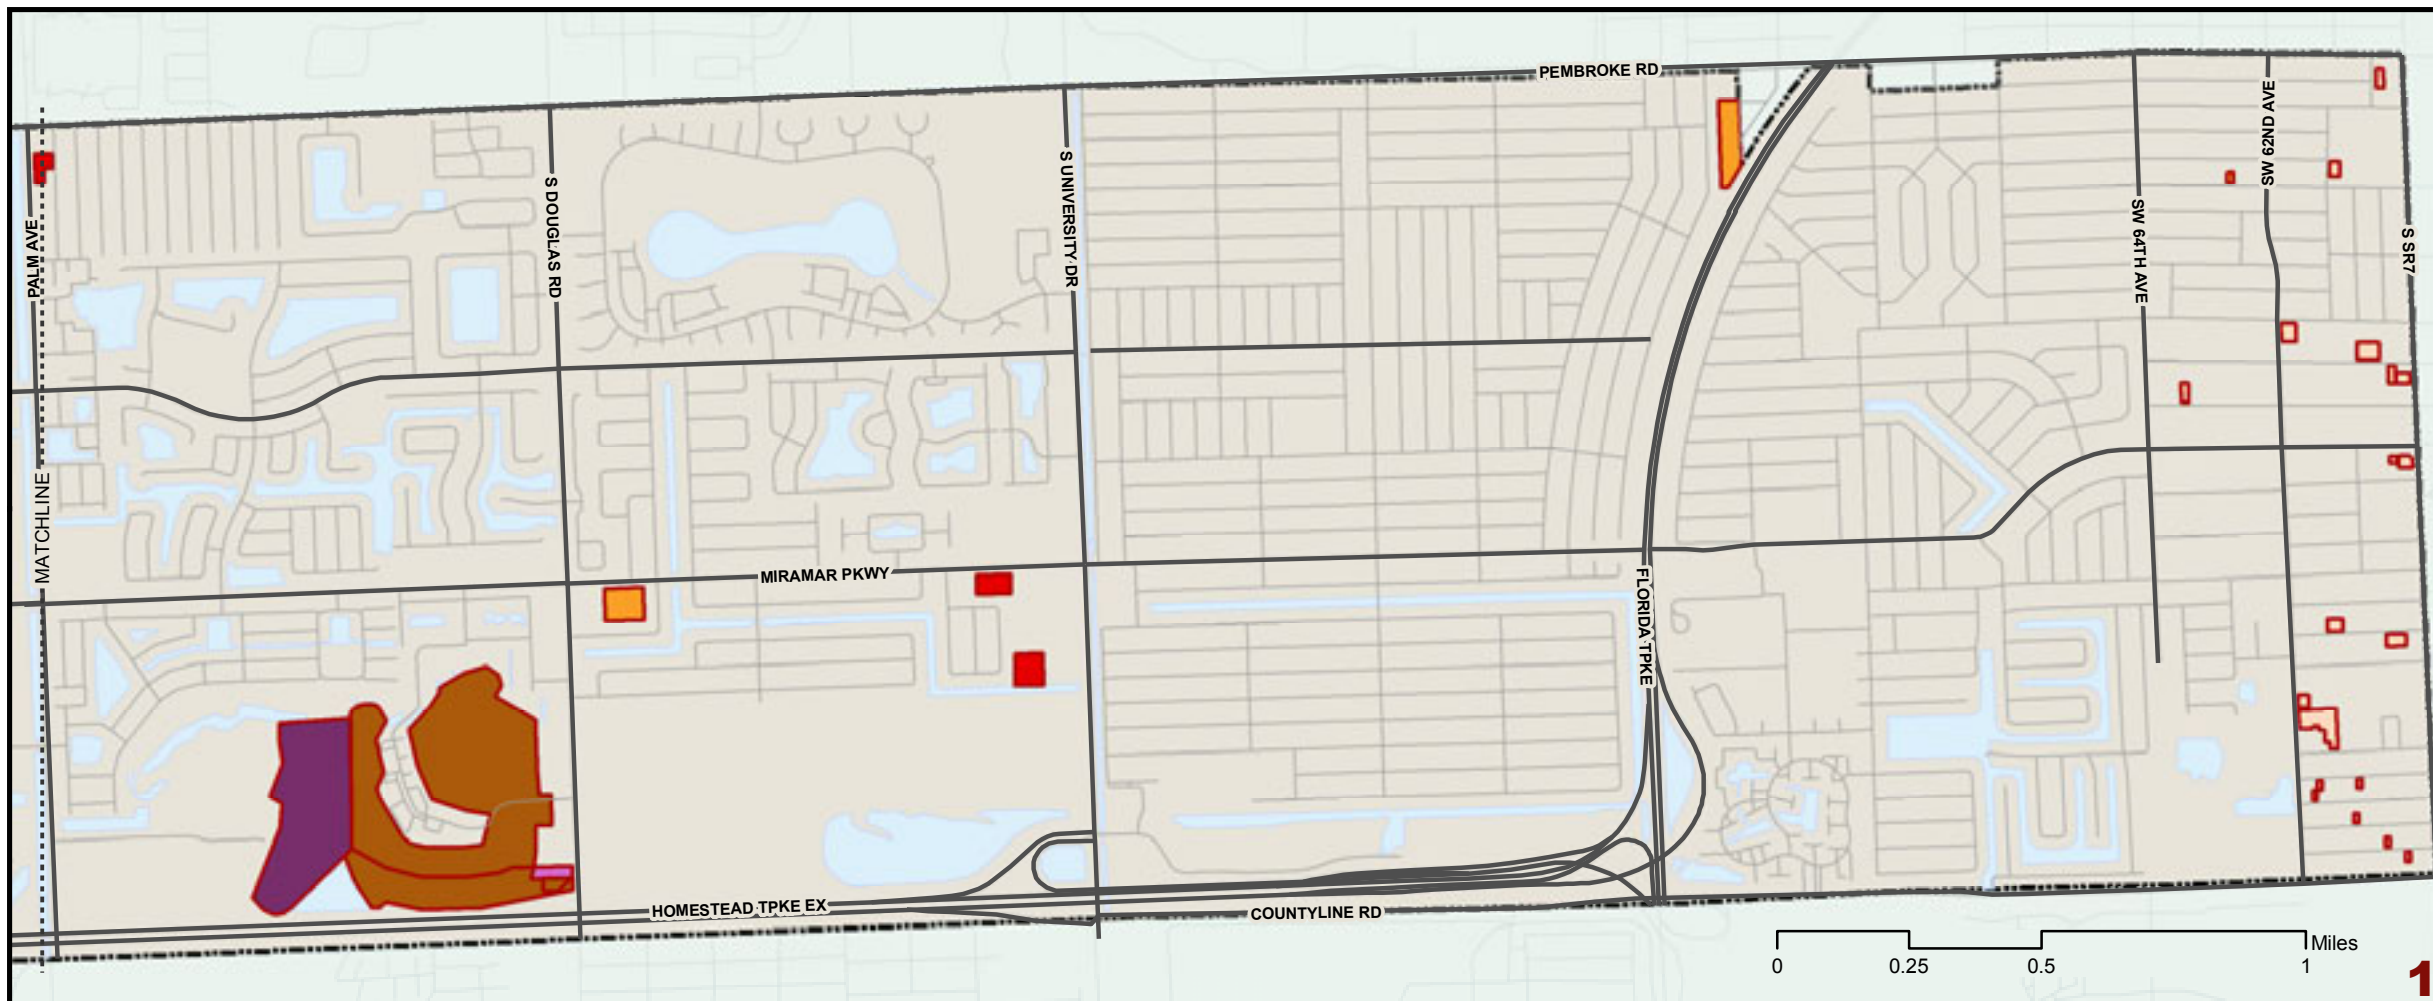 PEMBROKE RD
PALM AVE
S DOUGLAS RD
S UNIVERSITY DR
SW 64TH AVE
SW 62ND AVE
S SR7
MATCHLINE
MIRAMAR PKWY
FLORIDA TPKE
HOMESTEAD TPKE EX
COUNTYLINE RD
Miles
0 0.25 0.5 1
1